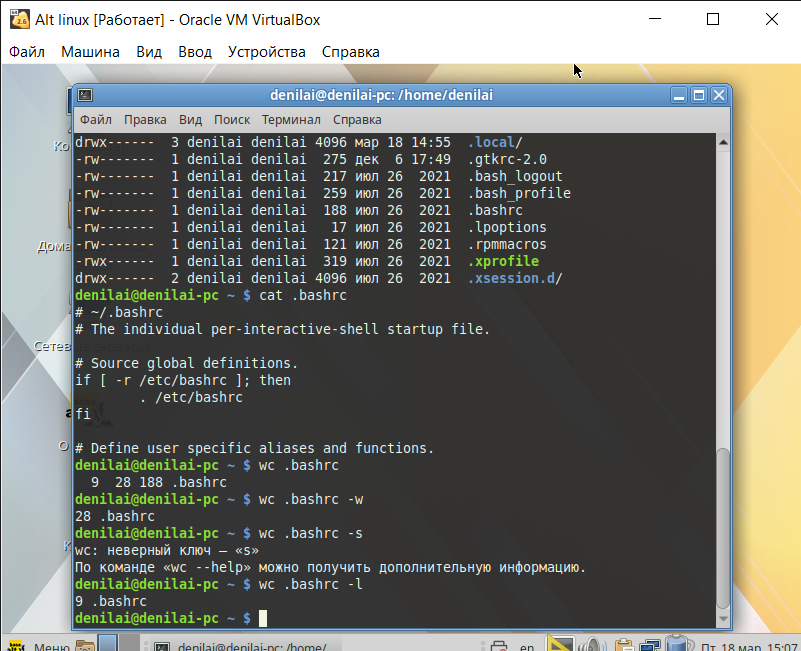 Alt linux [Работает] - Oracle VM VirtualBox
Файл Машина Вид Ввод Устройства Справка
denilai@denilai-pc: /home/denilai
Файл Правка Вид Поиск Терминал Справка
drwx------ 3 denilai denilai 4096 мар 18 14:55 .local/
-rw------- 1 denilai denilai 275 дек 6 17:49 .gtkrc-2.0
-rw------- 1 denilai denilai 217 июл 26 2021 .bash_logout
-rw------- 1 denilai denilai 259 июл 26 2021 .bash_profile
-rw------- 1 denilai denilai 188 июл 26 2021 .bashrc
-rw------- 1 denilai denilai 17 июл 26 2021 .lpoptions
-rw------- 1 denilai denilai 121 июл 26 2021 .rpmmacros
-rwx------ 1 denilai denilai 319 июл 26 2021 .xprofile
drwx------ 2 denilai denilai 4096 июл 26 2021 .xsession.d/
denilai@denilai-pc ~ $ cat .bashrc
# ~/.bashrc
# The individual per-interactive-shell startup file.
# Source global definitions.
if [ -r /etc/bashrc ]; then
. /etc/bashrc
fi
# Define user specific aliases and functions.
denilai@denilai-pc ~ $ wc .bashrc
9 28 188 .bashrc
denilai@denilai-pc ~ $ wc .bashrc -w
28 .bashrc
denilai@denilai-pc ~ $ wc .bashrc -s
wc: неверный ключ — «s»
По команде «wc --help» можно получить дополнительную информацию.
denilai@denilai-pc ~ $ wc .bashrc -l
9 .bashrc
denilai@denilai-pc ~ $
Меню denilai@denilai-pc: /home/ en Пт, 18 мар, 15:07